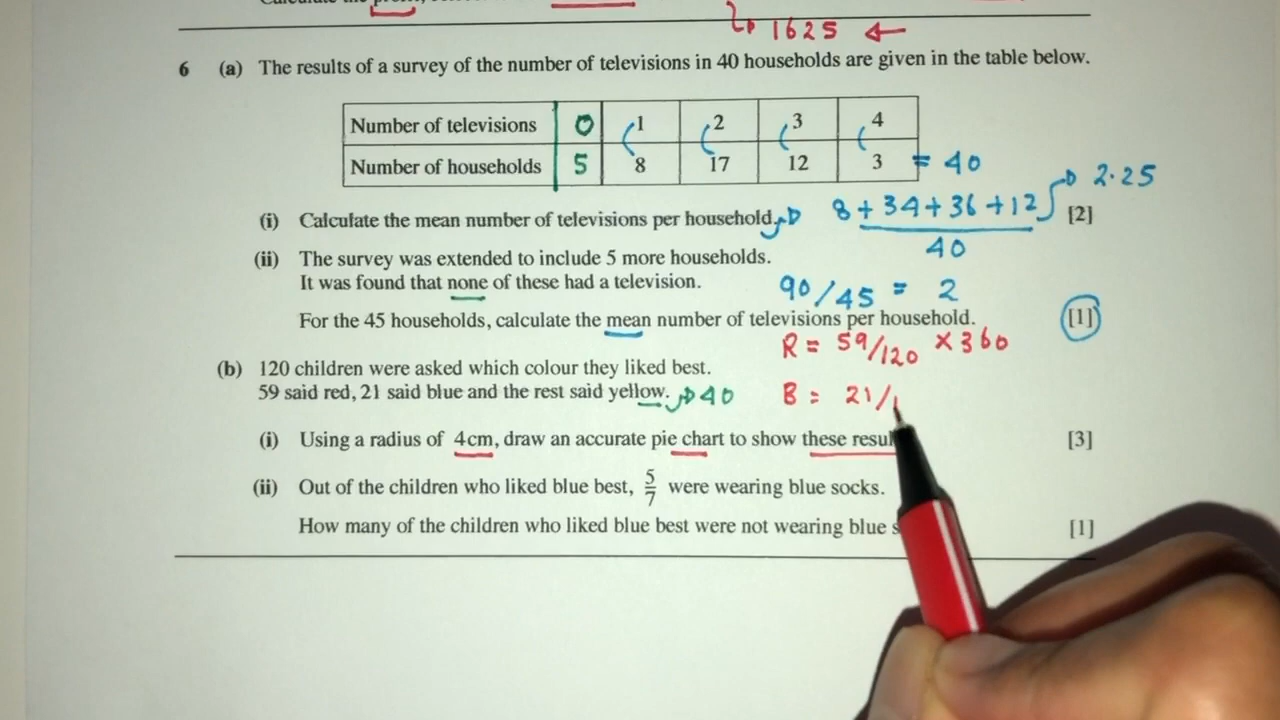 1625 ←
6 (a) The results of a survey of the number of televisions in 40 households are given in the table below.
Number of televisions 0 1 2 3 4
Number of households 5 8 17 12 3 = 40
(i) Calculate the mean number of televisions per household. 8 + 34 + 36 + 12 / 40 2.25 [2]
(ii) The survey was extended to include 5 more households.
It was found that none of these had a television. 90/45 = 2
For the 45 households, calculate the mean number of televisions per household. [1]
R = 59/120 × 360
(b) 120 children were asked which colour they liked best.
59 said red, 21 said blue and the rest said yellow. 40 B = 21/1
(i) Using a radius of 4cm, draw an accurate pie chart to show these resul [3]
(ii) Out of the children who liked blue best, 5/7 were wearing blue socks.
How many of the children who liked blue best were not wearing blue s [1]